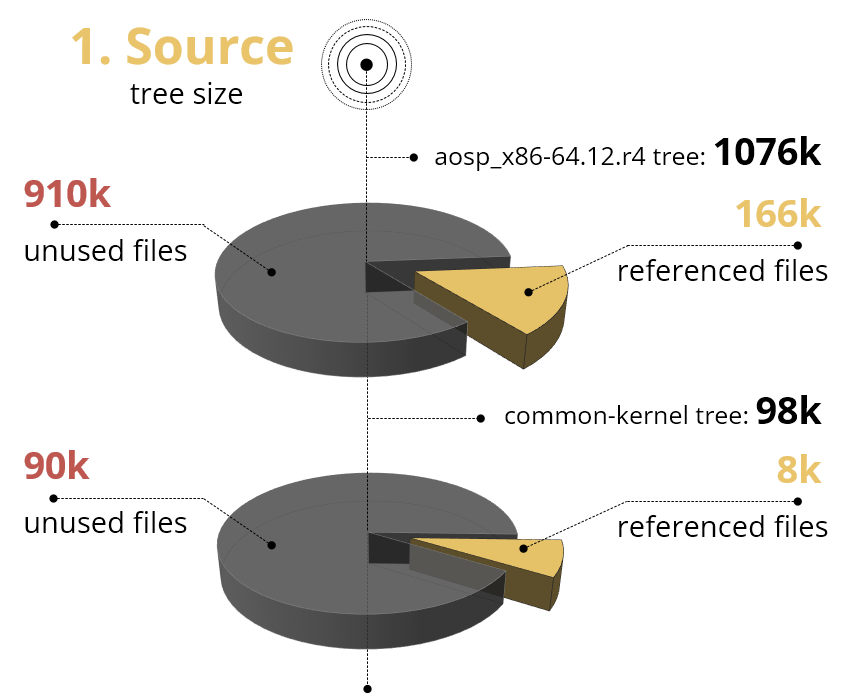 1. Source
tree size
aosp_x86-64.12.r4 tree: 1076k
910k
unused files
166k
referenced files
common-kernel tree: 98k
90k
unused files
8k
referenced files